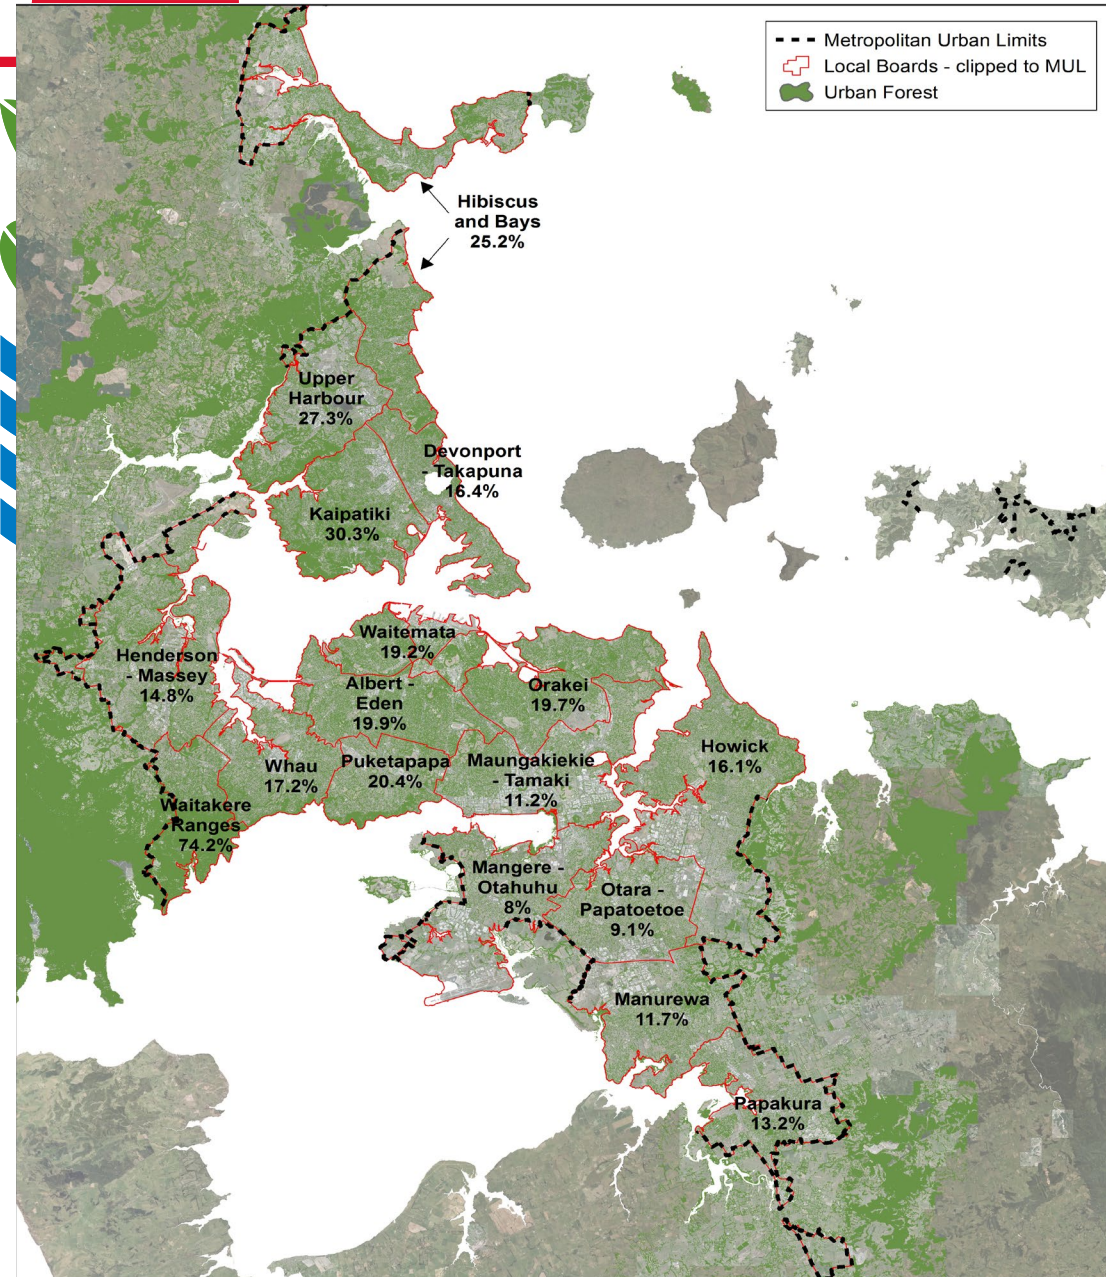 Metropolitan Urban Limits
Local Boards - clipped to MUL
Urban Forest
Hibiscus
and Bays
25.2%
Upper
Harbour
27.3%
Devonport
- Takapuna
16.4%
Kaipatiki
30.3%
Waitemata
19.2%
Henderson
- Massey
14.8%
Albert -
Eden
19.9%
Orakei
19.7%
Howick
16.1%
Whau
17.2%
Puketapapa
20.4%
Maungakiekie
- Tamaki
11.2%
Waitakere
Ranges
74.2%
Mangere -
Otahuhu
8%
Otara -
Papatoetoe
9.1%
Manurewa
11.7%
Papakura
13.2%